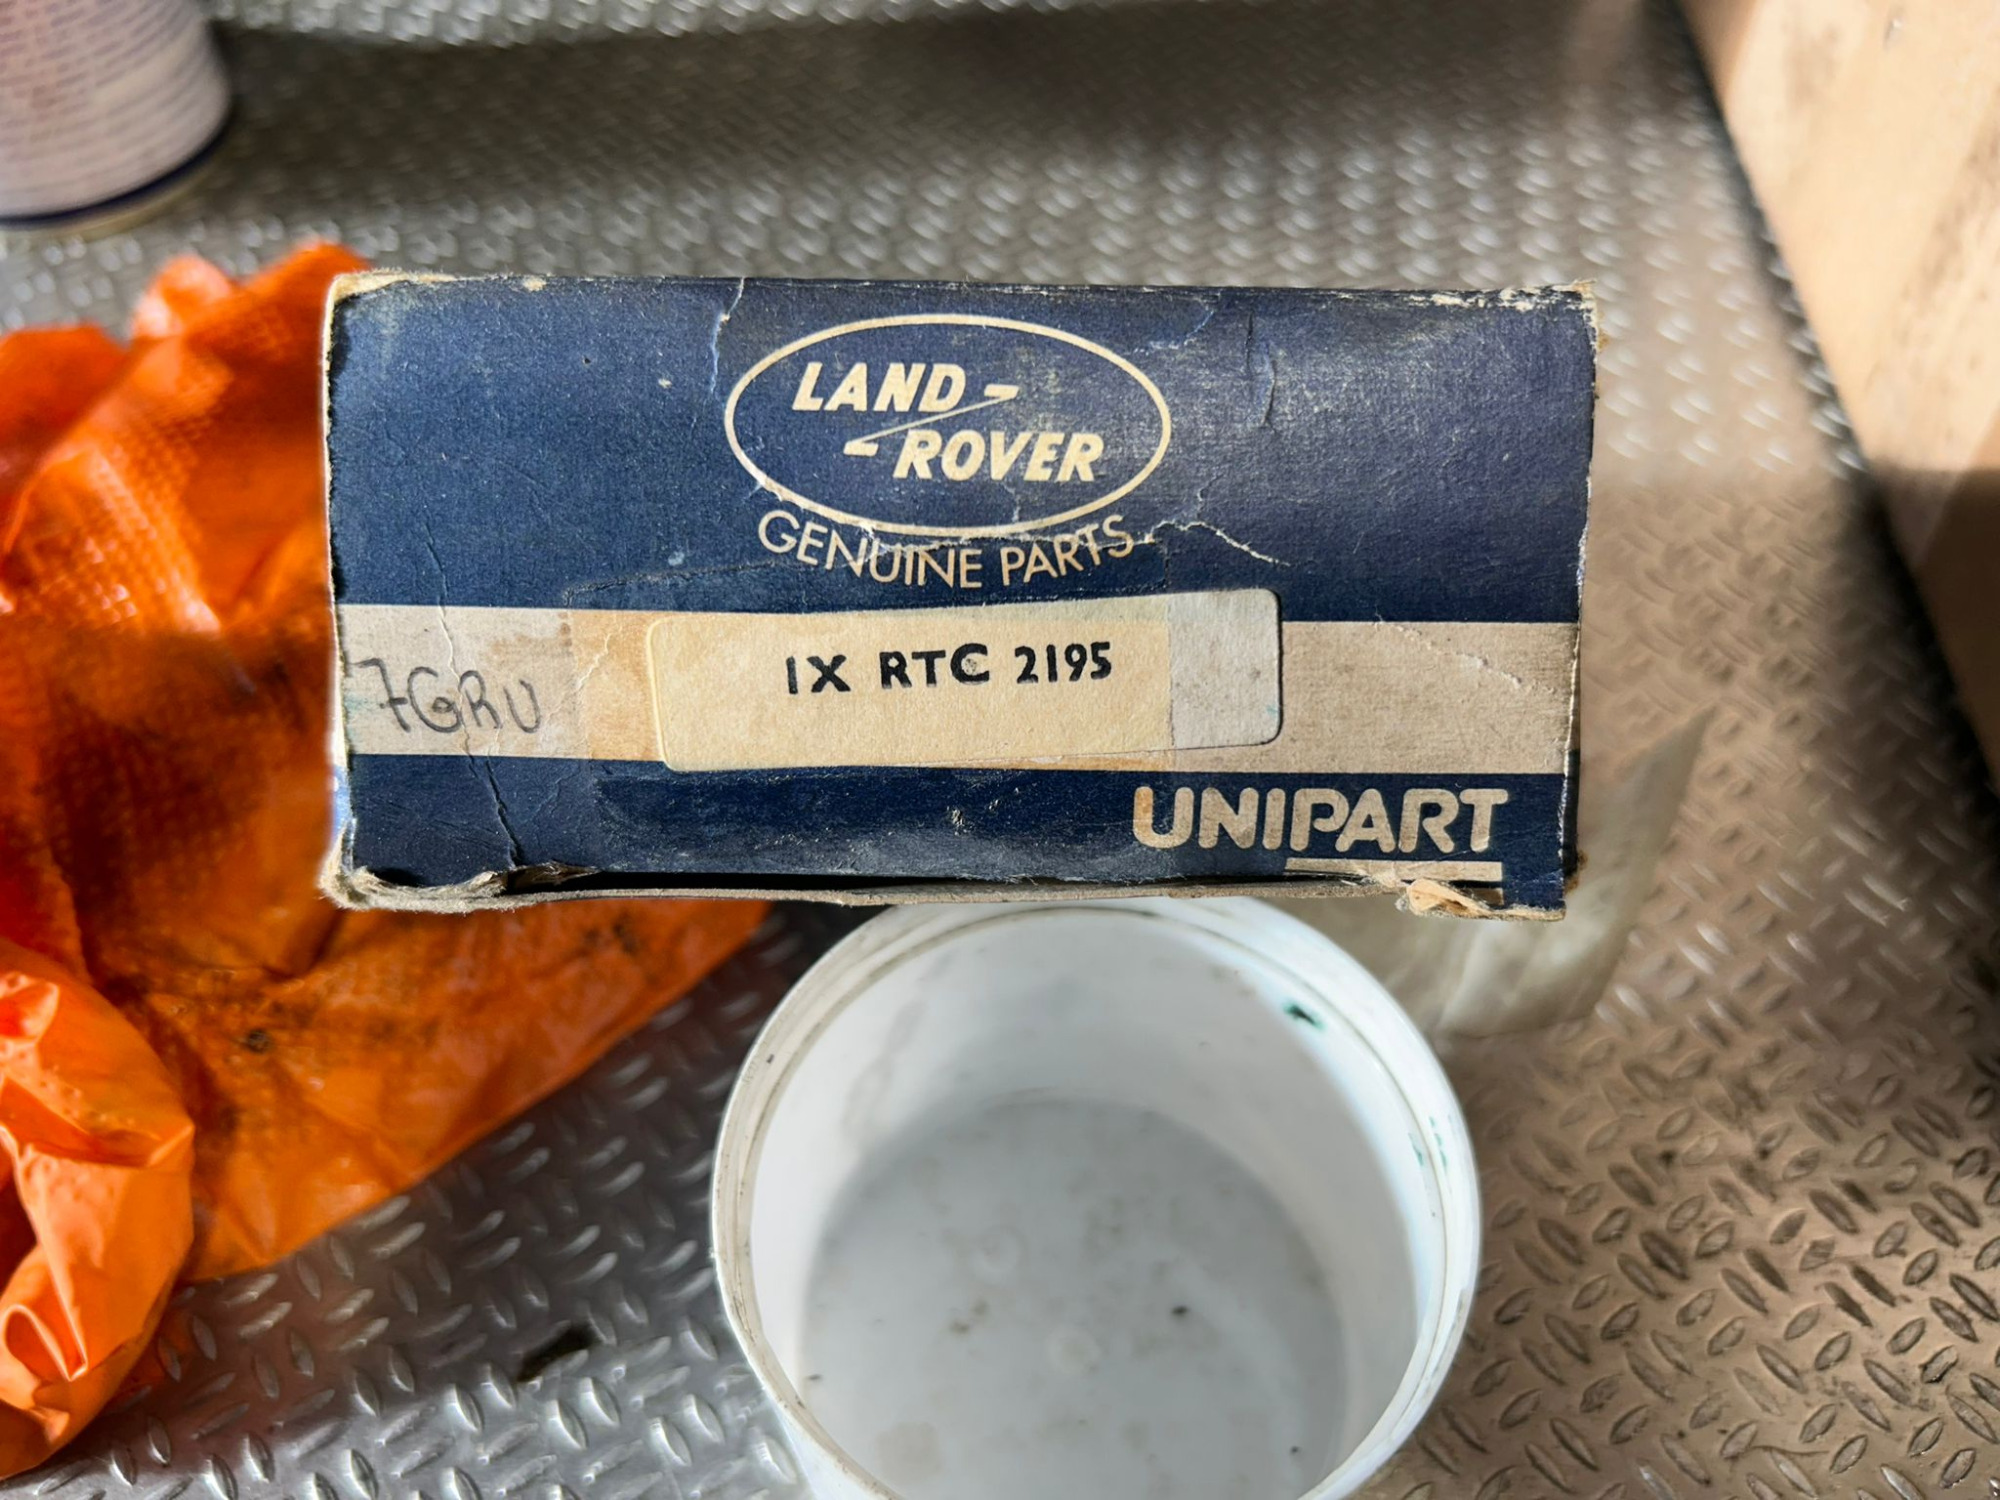 LAND -
- ROVER
GENUINE PARTS
1X RTC 2195
7GRU
UNIPART